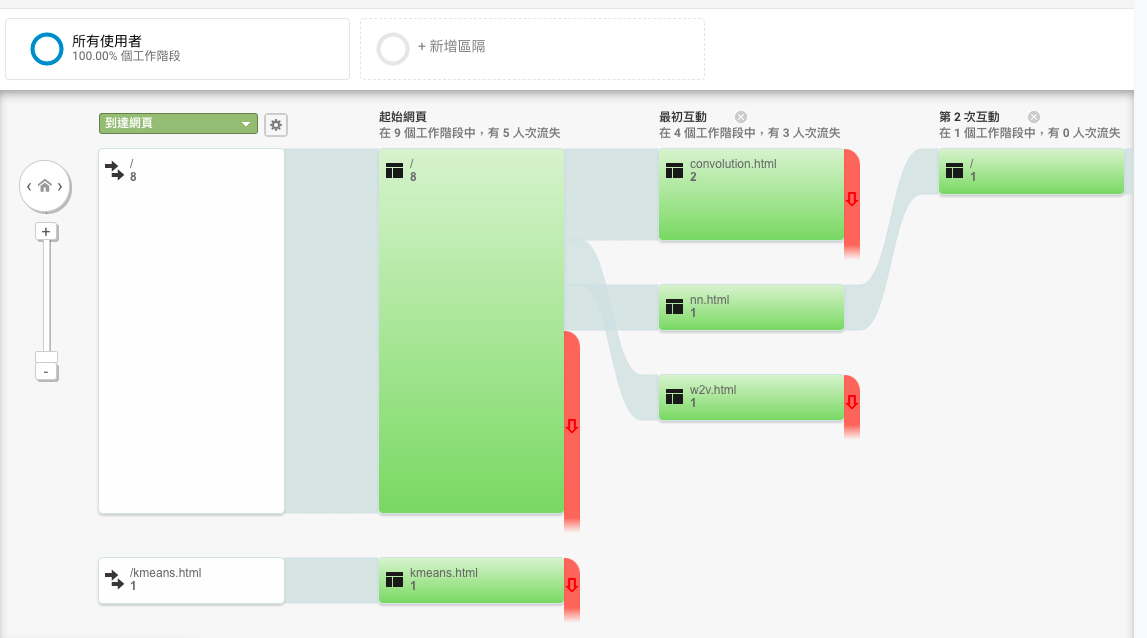 所有使用者
100.00% 個工作階段
+ 新增區隔
到達網頁
起始網頁
在 9 個工作階段中，有 5 人次流失
最初互動
在 4 個工作階段中，有 3 人次流失
第 2 次互動
在 1 個工作階段中，有 0 人次流失
/
8
/
8
convolution.html
2
/
1
nn.html
1
w2v.html
1
/kmeans.html
1
kmeans.html
1
+
-